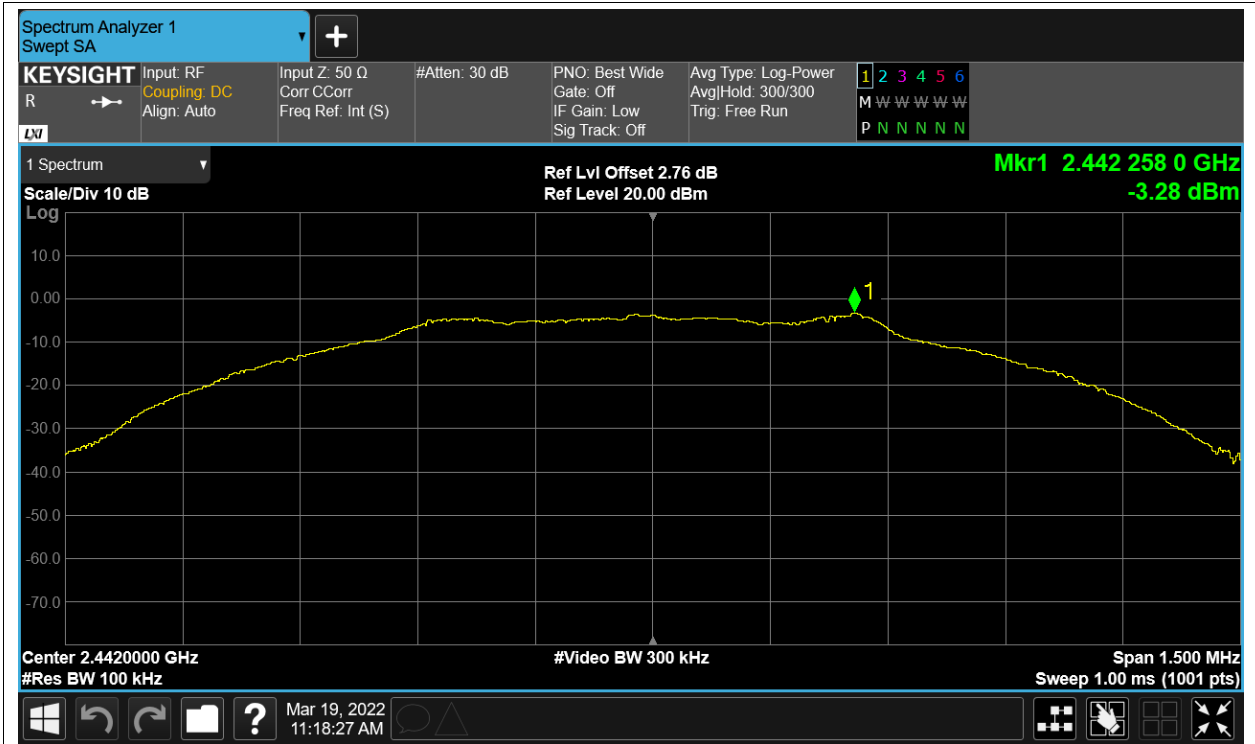 Spectrum Analyzer 1
Swept SA
KEYSIGHT
R
LXI
Input: RF
Coupling: DC
Align: Auto
Input Z: 50 Ω
Corr CCorr
Freq Ref: Int (S)
#Atten: 30 dB
PNO: Best Wide
Gate: Off
IF Gain: Low
Sig Track: Off
Avg Type: Log-Power
Avg|Hold: 300/300
Trig: Free Run
1 2 3 4 5 6
M W W W W W
P N N N N N
1 Spectrum
Scale/Div 10 dB
Ref Lvl Offset 2.76 dB
Ref Level 20.00 dBm
Mkr1 2.442 258 0 GHz
-3.28 dBm
Log
10.0
0.00
-10.0
-20.0
-30.0
-40.0
-50.0
-60.0
-70.0
1
Center 2.4420000 GHz
#Res BW 100 kHz
#Video BW 300 kHz
Span 1.500 MHz
Sweep 1.00 ms (1001 pts)
?
Mar 19, 2022
11:18:27 AM